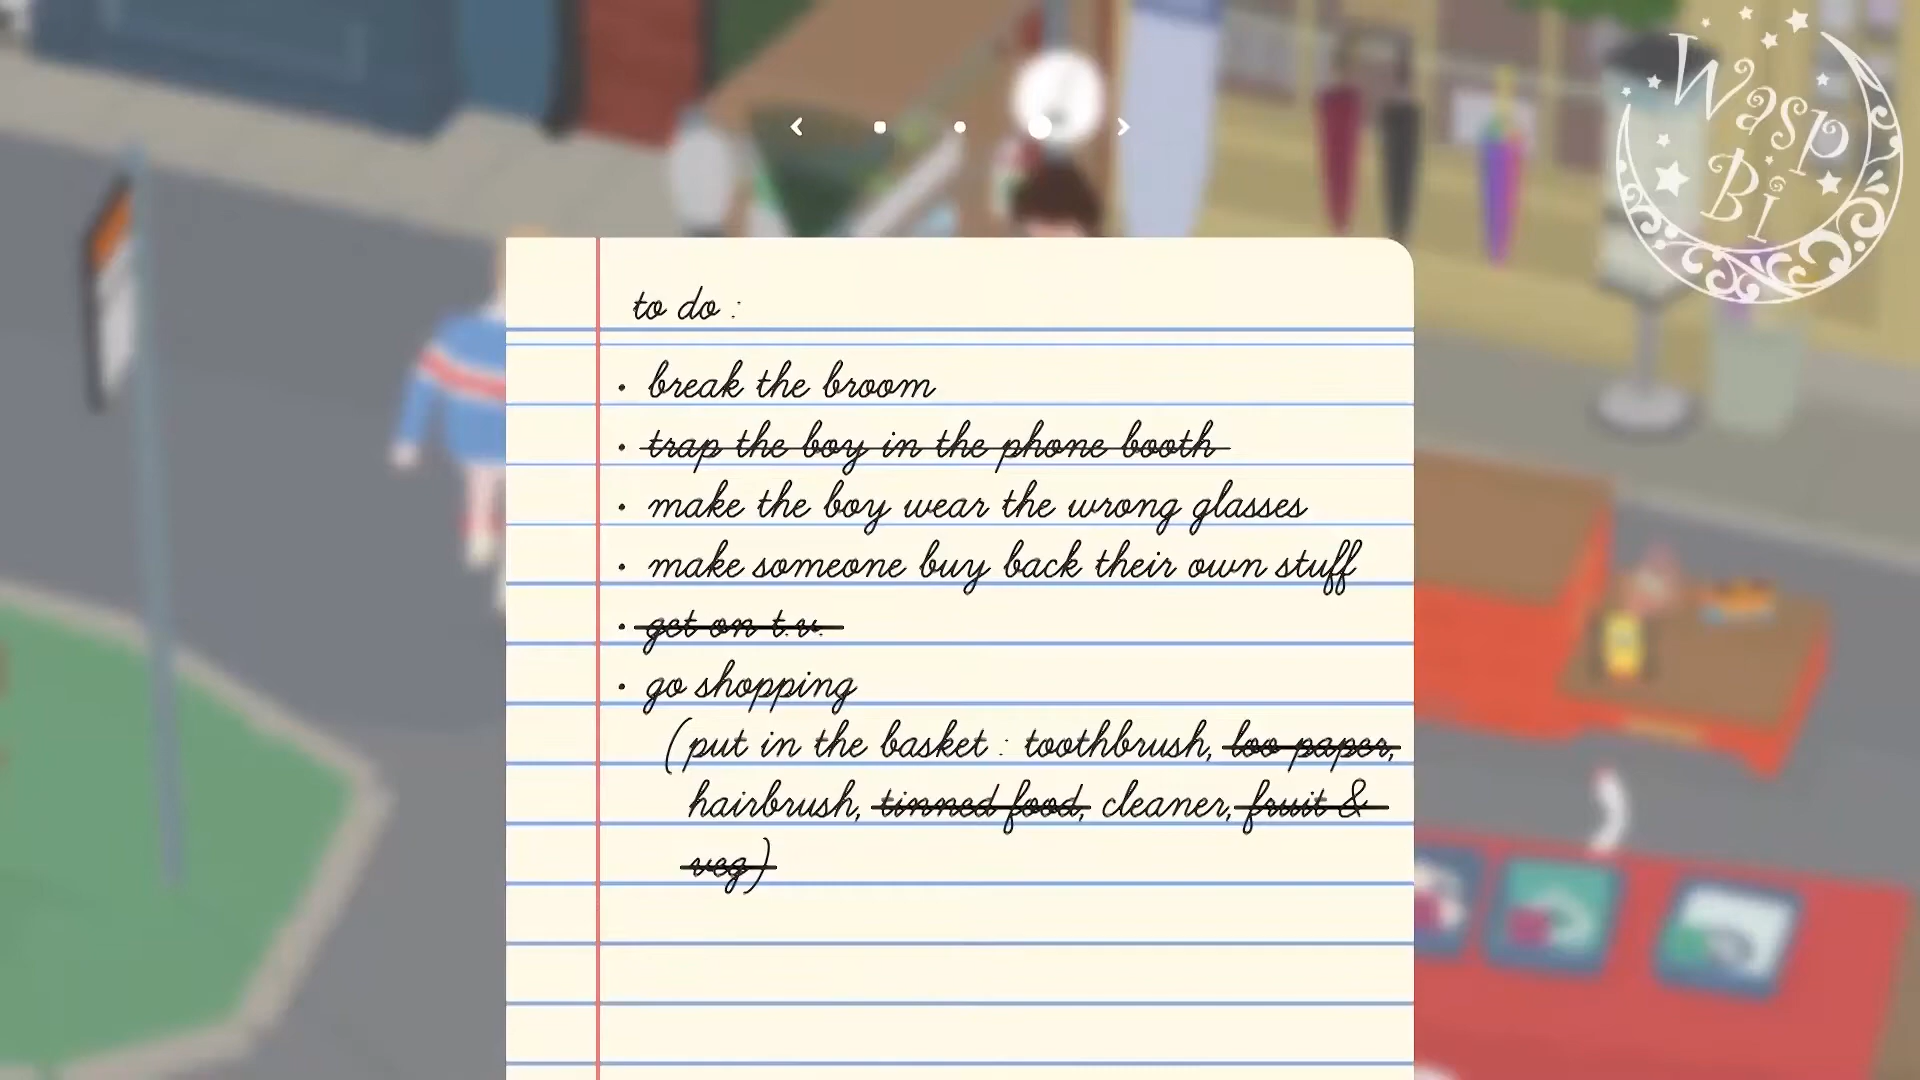 Wasp
Bi
to do :
• break the broom
• trap the boy in the phone booth
• make the boy wear the wrong glasses
• make someone buy back their own stuff
• get on t.v.
• go shopping
(put in the basket : toothbrush, loo paper,
hairbrush, tinned food, cleaner, fruit &
veg)